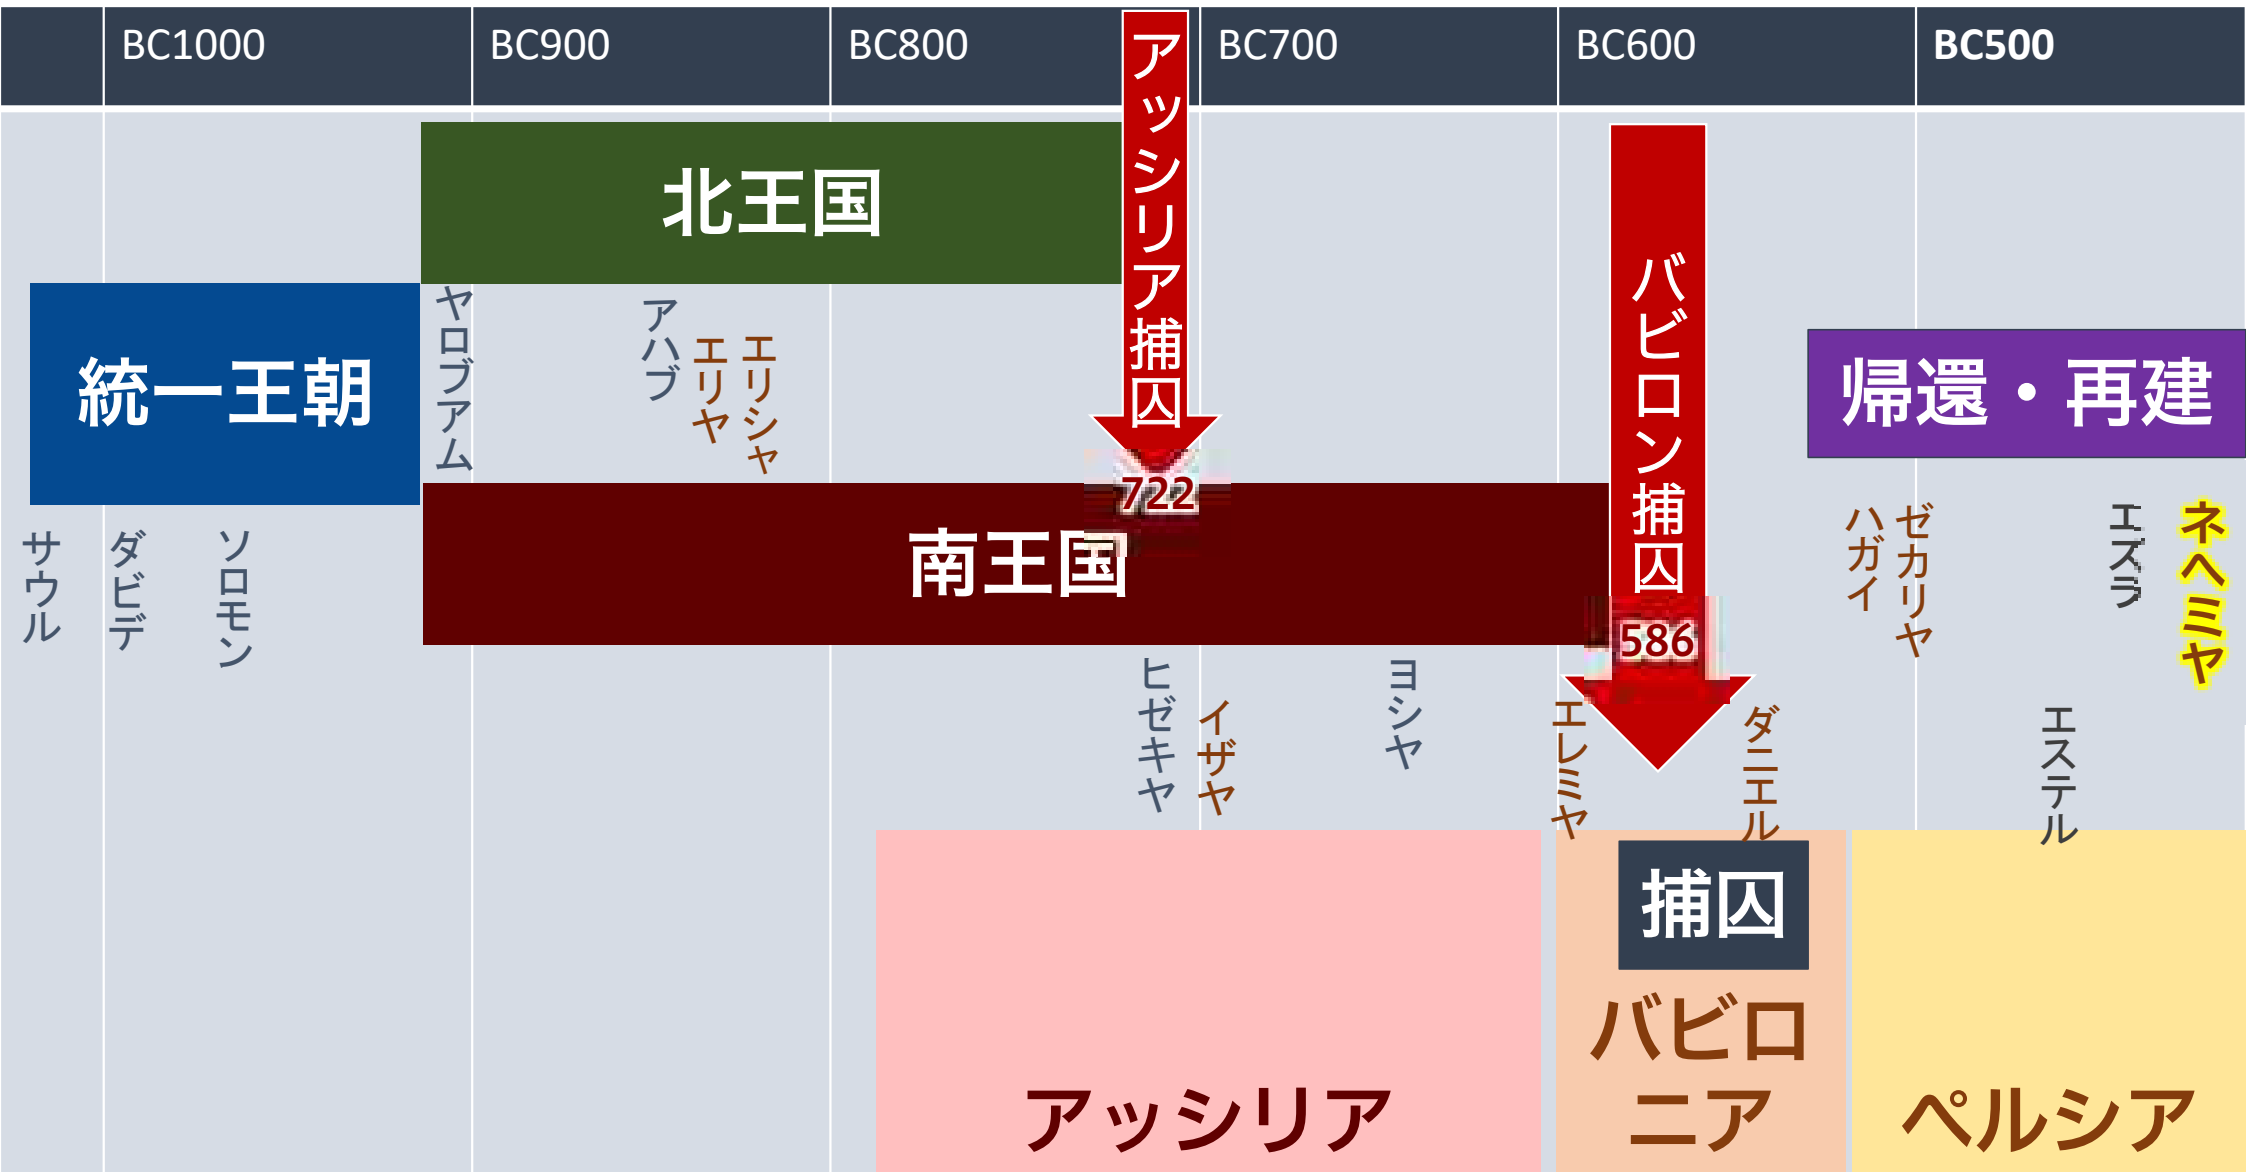 BC1000
BC900
BC800
BC700
BC600
BC500
アッシリア捕囚
722
北王国
バビロン捕囚
586
統一王朝
帰還・再建
ヤロブアム
アハブ
エリヤ
エリシャ
南王国
サウル
ダビデ
ソロモン
ハガイ
ゼカリヤ
エズラ
ネヘミヤ
ヒゼキヤ
イザヤ
ヨシヤ
エレミヤ
ダニエル
エステル
捕囚
アッシリア
バビロ
ニア
ペルシア